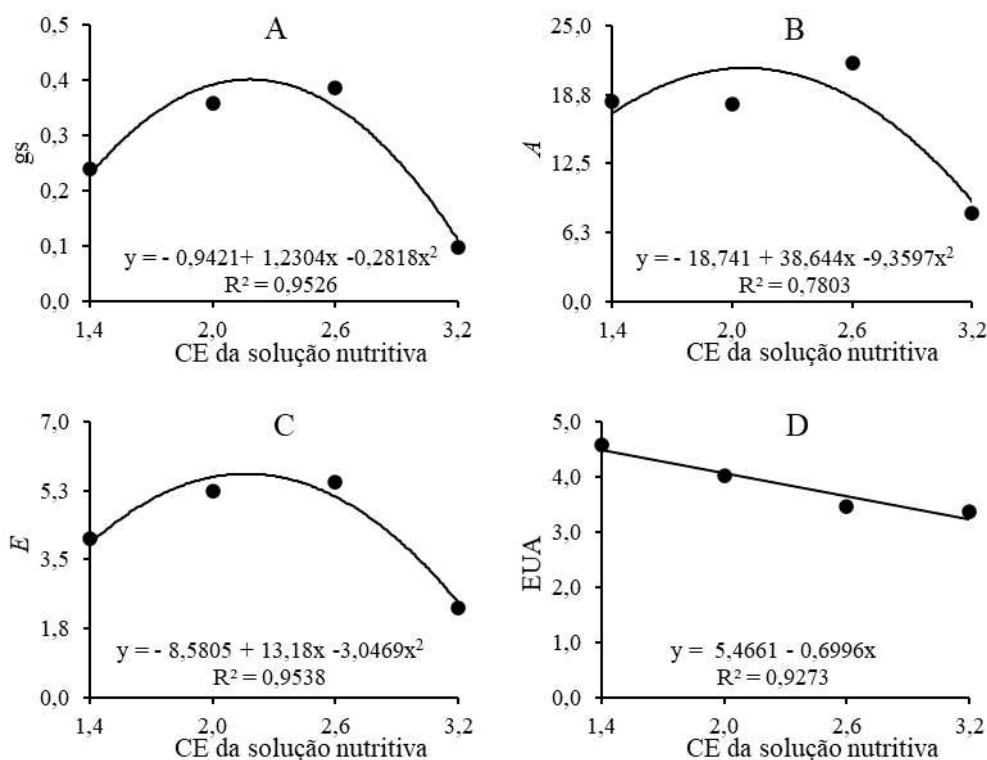 A
gs
0,5
0,4
0,3
0,2
0,1
0,0
y = - 0,9421+ 1,2304x -0,2818x²
R² = 0,9526
1,4 2,0 2,6 3,2
CE da solução nutritiva
B
A
25,0
18,8
12,5
6,3
0,0
y = - 18,741 + 38,644x -9,3597x²
R² = 0,7803
1,4 2,0 2,6 3,2
CE da solução nutritiva
C
E
7,0
5,3
3,5
1,8
0,0
y = - 8,5805 + 13,18x -3,0469x²
R² = 0,9538
1,4 2,0 2,6 3,2
CE da solução nutritiva
D
EUA
5,0
4,0
3,0
2,0
1,0
0,0
y = 5,4661 - 0,6996x
R² = 0,9273
1,4 2,0 2,6 3,2
CE da solução nutritiva